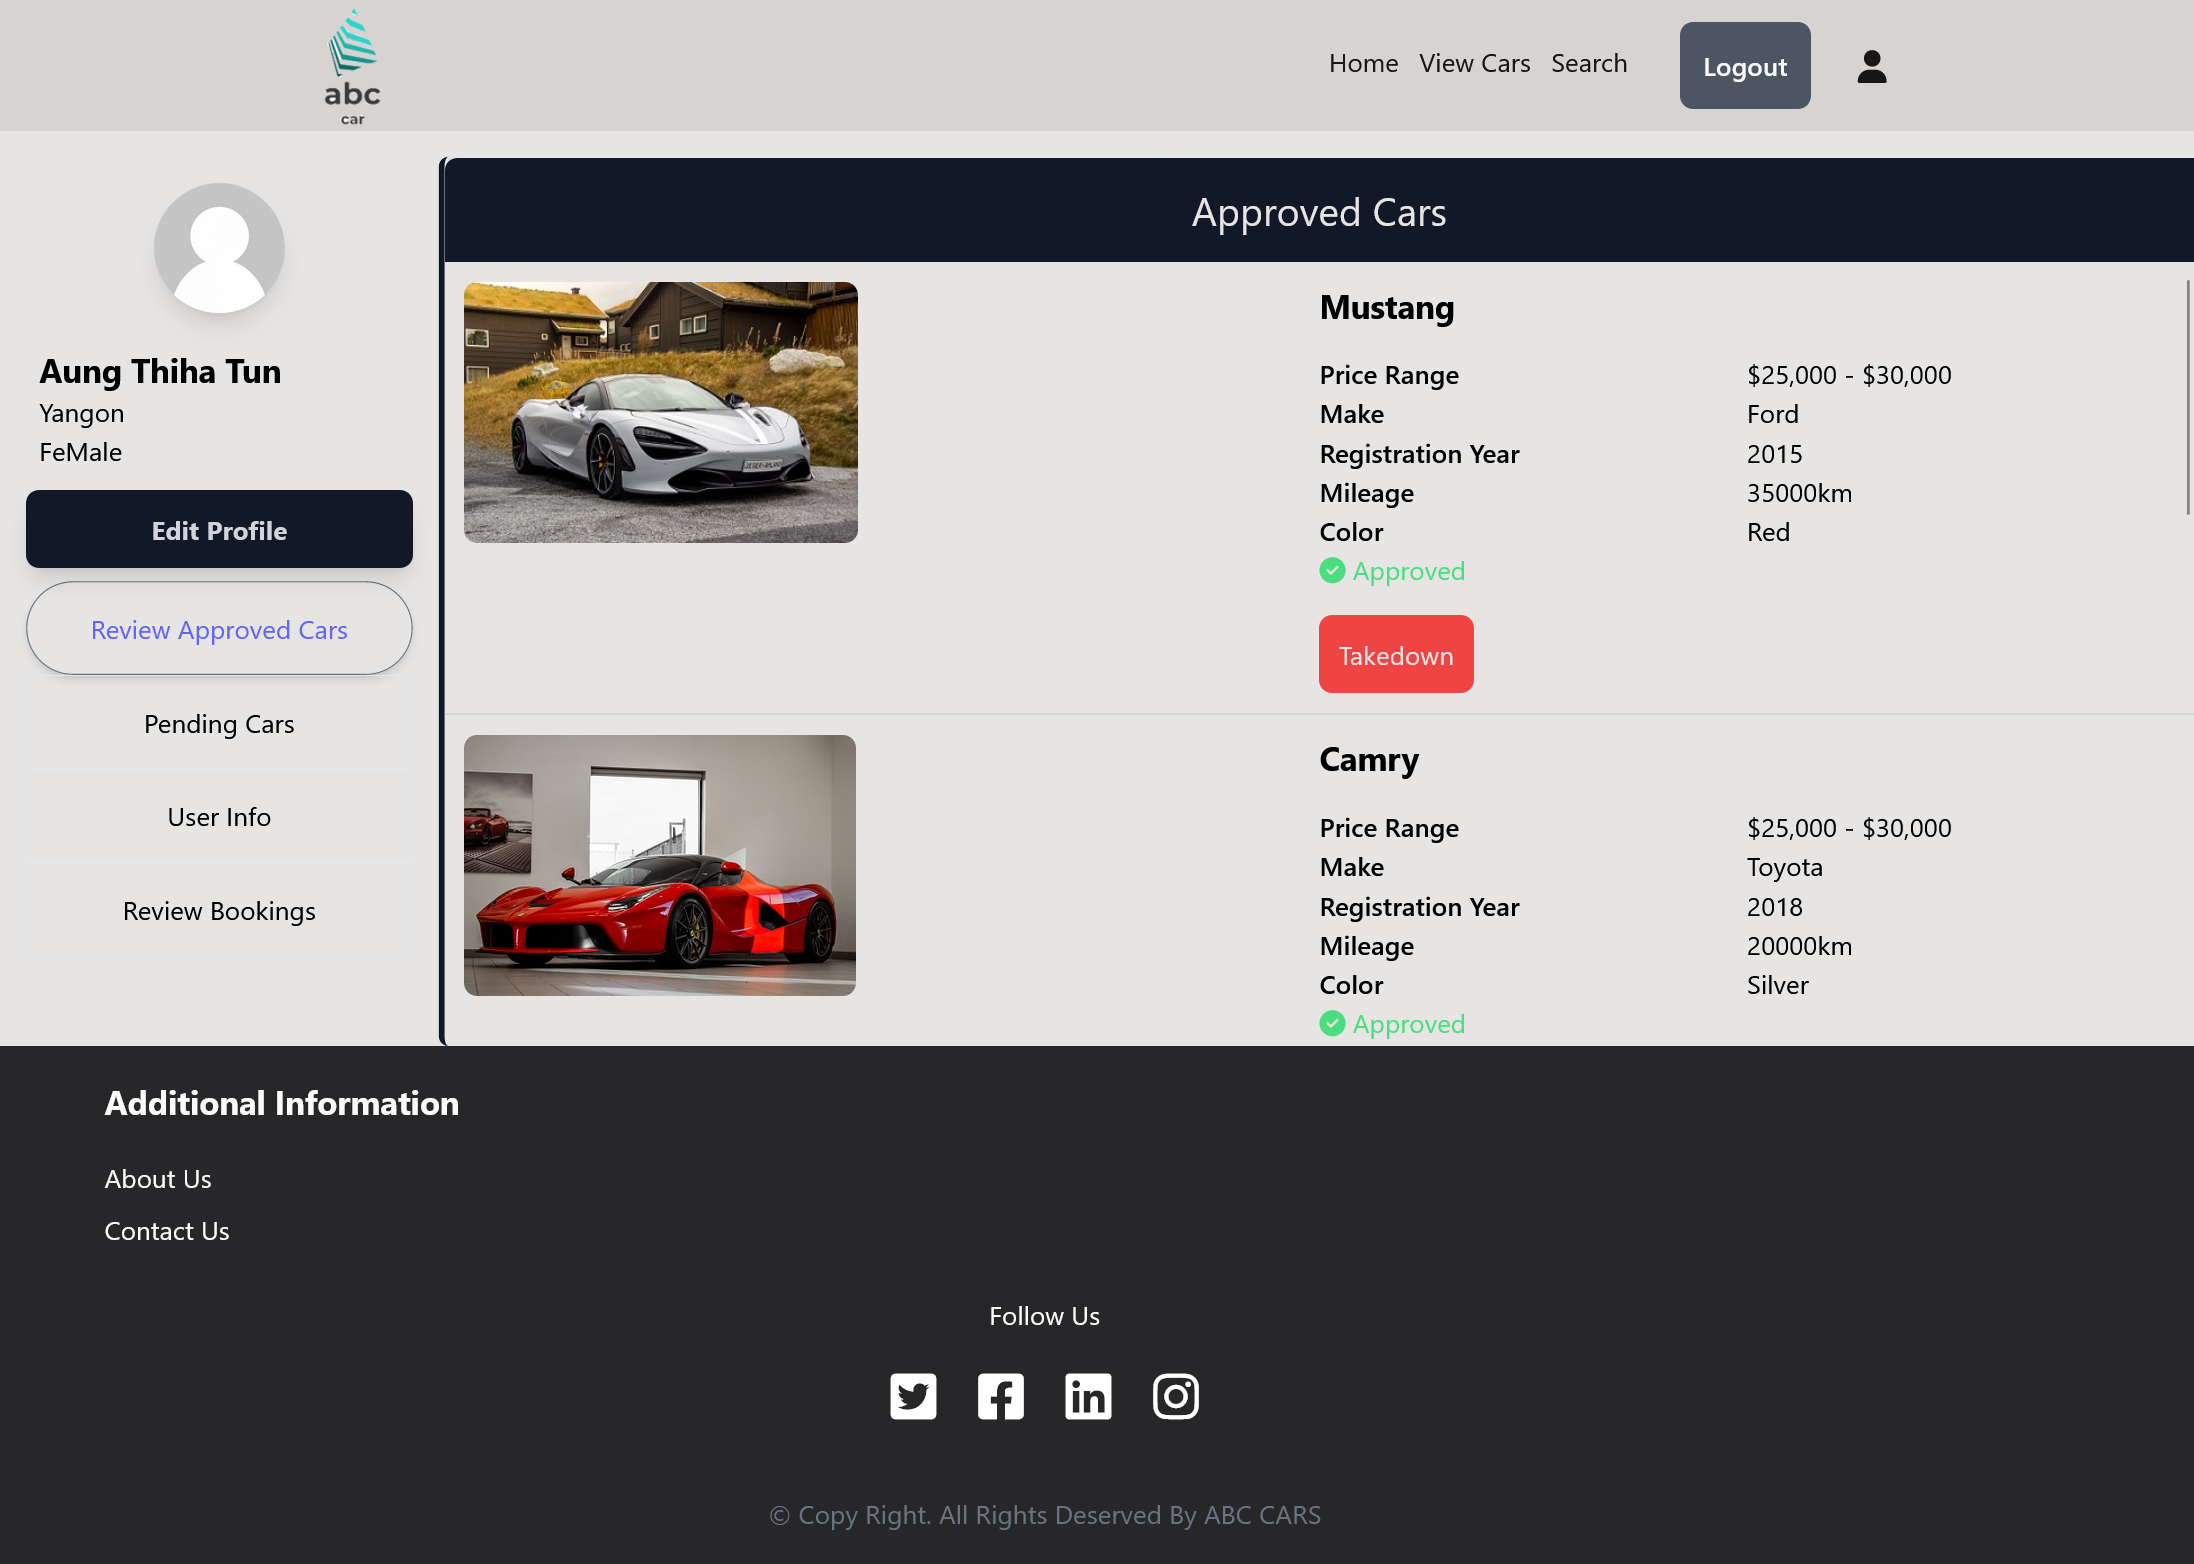 abc
car
Home View Cars Search Logout
Aung Thiha Tun
Yangon
FeMale
Edit Profile
Review Approved Cars
Pending Cars
User Info
Review Bookings
Approved Cars
Mustang
Price Range $25,000 - $30,000
Make Ford
Registration Year 2015
Mileage 35000km
Color Red
Approved
Takedown
Camry
Price Range $25,000 - $30,000
Make Toyota
Registration Year 2018
Mileage 20000km
Color Silver
Approved
Additional Information
About Us
Contact Us
Follow Us
© Copy Right. All Rights Deserved By ABC CARS